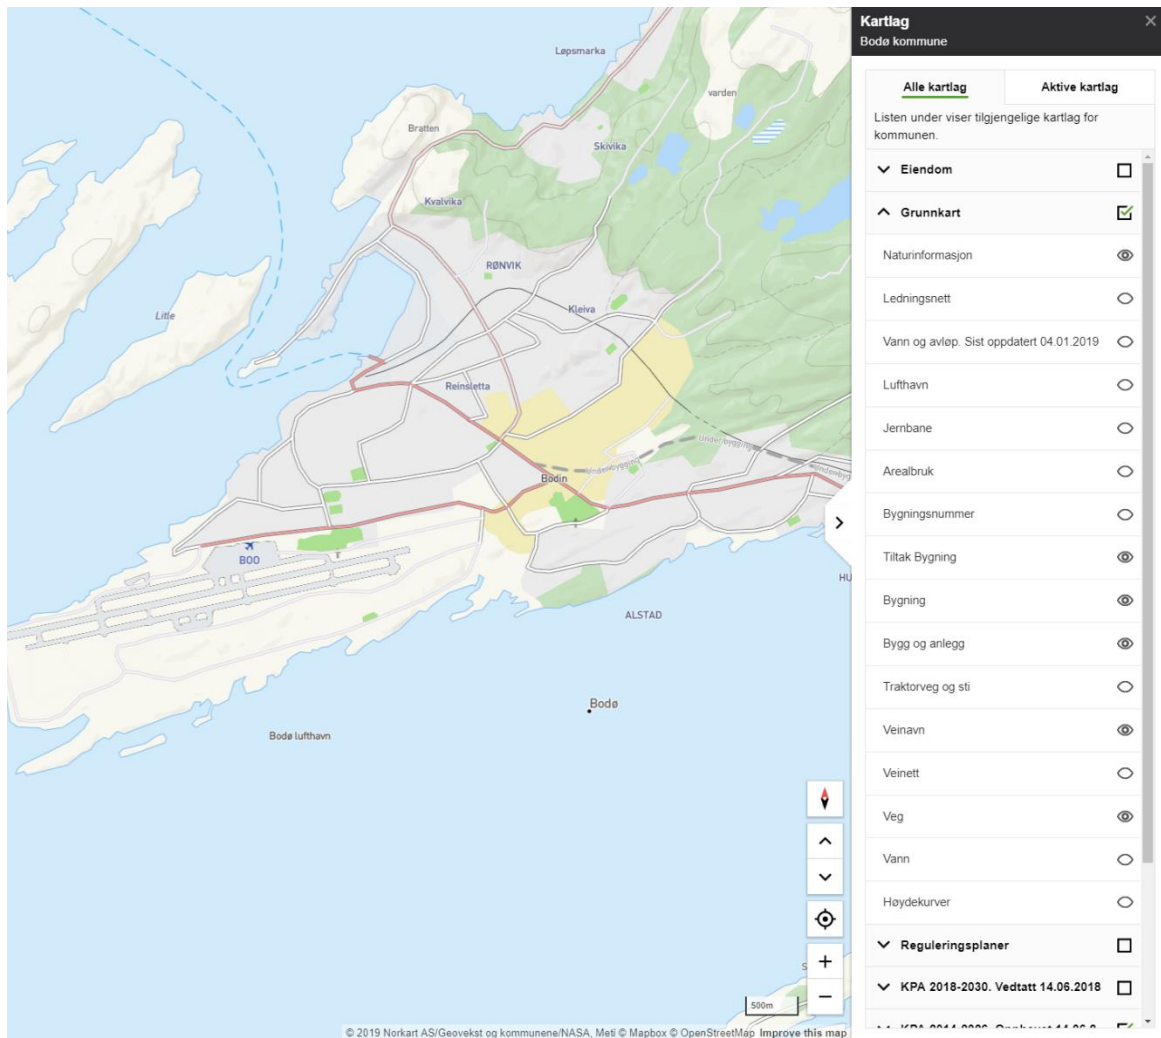 Løpsmarka
varden
Bratten
Skivika
Kvalvika
RØNVIK
Kleiva
Litle
Reinsletta
Underbygging
Underbygging
Bodin
BOO
HU
ALSTAD
Bodø
Bodø lufthavn
S
500m
© 2019 Norkart AS/Geovekst og kommunene/NASA, Meti © Mapbox © OpenStreetMap Improve this map
Kartlag
Bodø kommune
Alle kartlag Aktive kartlag
Listen under viser tilgjengelige kartlag for
kommunen.
Eiendom
Grunnkart
Naturinformasjon
Ledningsnett
Vann og avløp. Sist oppdatert 04.01.2019
Lufthavn
Jernbane
Arealbruk
Bygningsnummer
Tiltak Bygning
Bygning
Bygg og anlegg
Traktorveg og sti
Veinavn
Veinett
Veg
Vann
Høydekurver
Reguleringsplaner
KPA 2018-2030. Vedtatt 14.06.2018